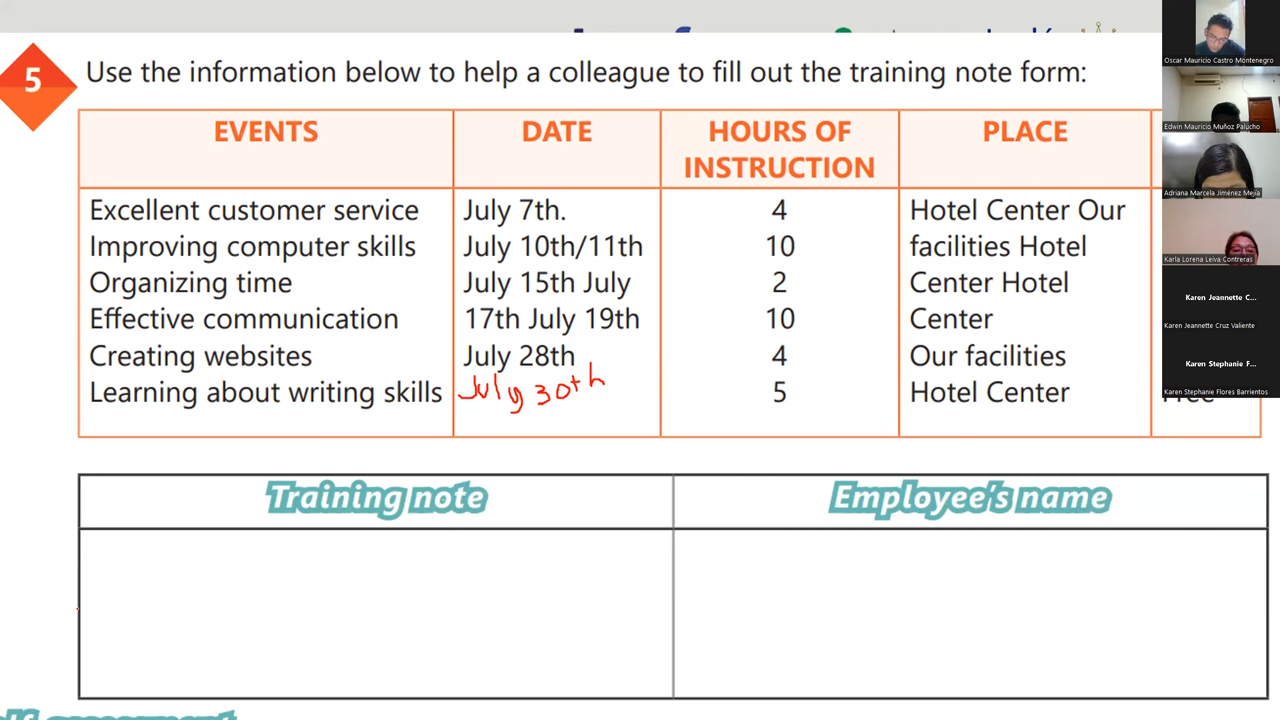 5 Use the information below to help a colleague to fill out the training note form:
EVENTS DATE HOURS OF INSTRUCTION PLACE
Excellent customer service July 7th. 4 Hotel Center Our
Improving computer skills July 10th/11th 10 facilities Hotel
Organizing time July 15th July 2 Center Hotel
Effective communication 17th July 19th 10 Center
Creating websites July 28th 4 Our facilities
Learning about writing skills July 30th 5 Hotel Center
Training note Employee's name
Oscar Mauricio Castro Montenegro
Edwin Mauricio Muñoz Palucho
Adriana Marcela Jiménez Mejía
Karla Lorena Leiva Contreras
Karen Jeannette C...
Karen Jeannette Cruz Valiente
Karen Stephanie F...
Karen Stephanie Flores Barrientos